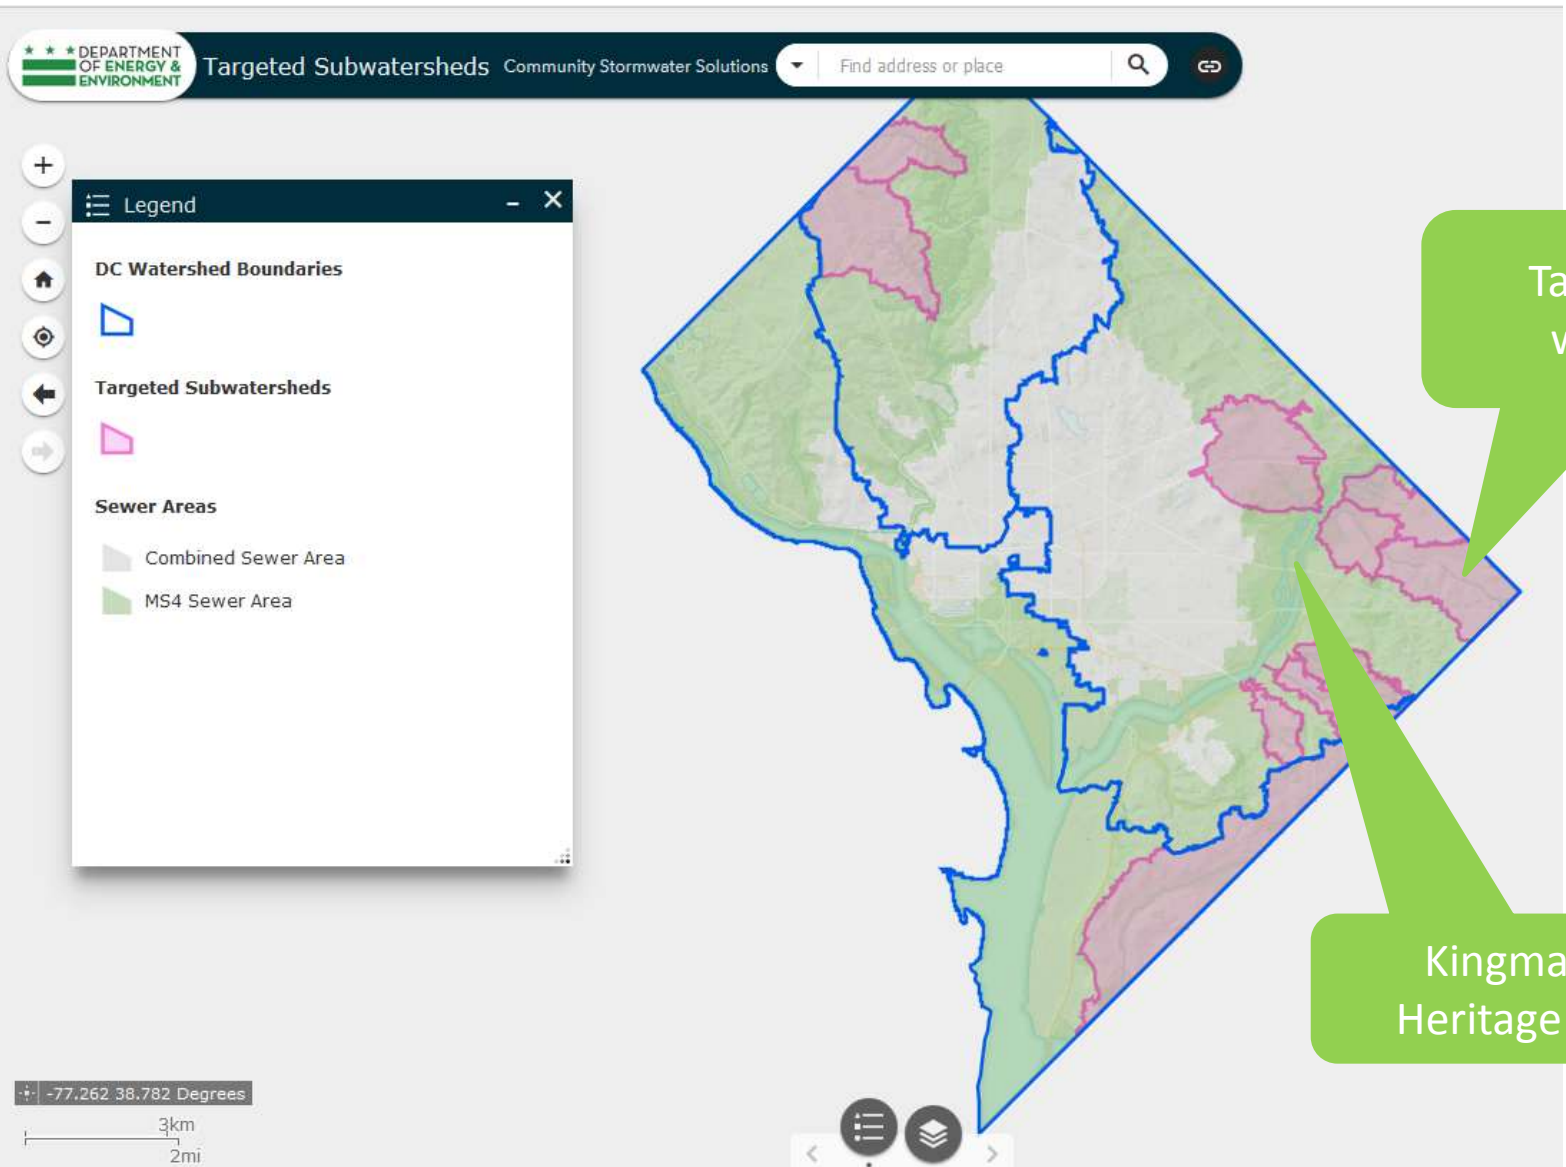 DEPARTMENT
OF ENERGY &
ENVIRONMENT
Targeted Subwatersheds Community Stormwater Solutions
Find address or place
Legend
DC Watershed Boundaries
Targeted Subwatersheds
Sewer Areas
Combined Sewer Area
MS4 Sewer Area
Ta
w
Kingma
Heritage
-77.262 38.782 Degrees
3km
2mi